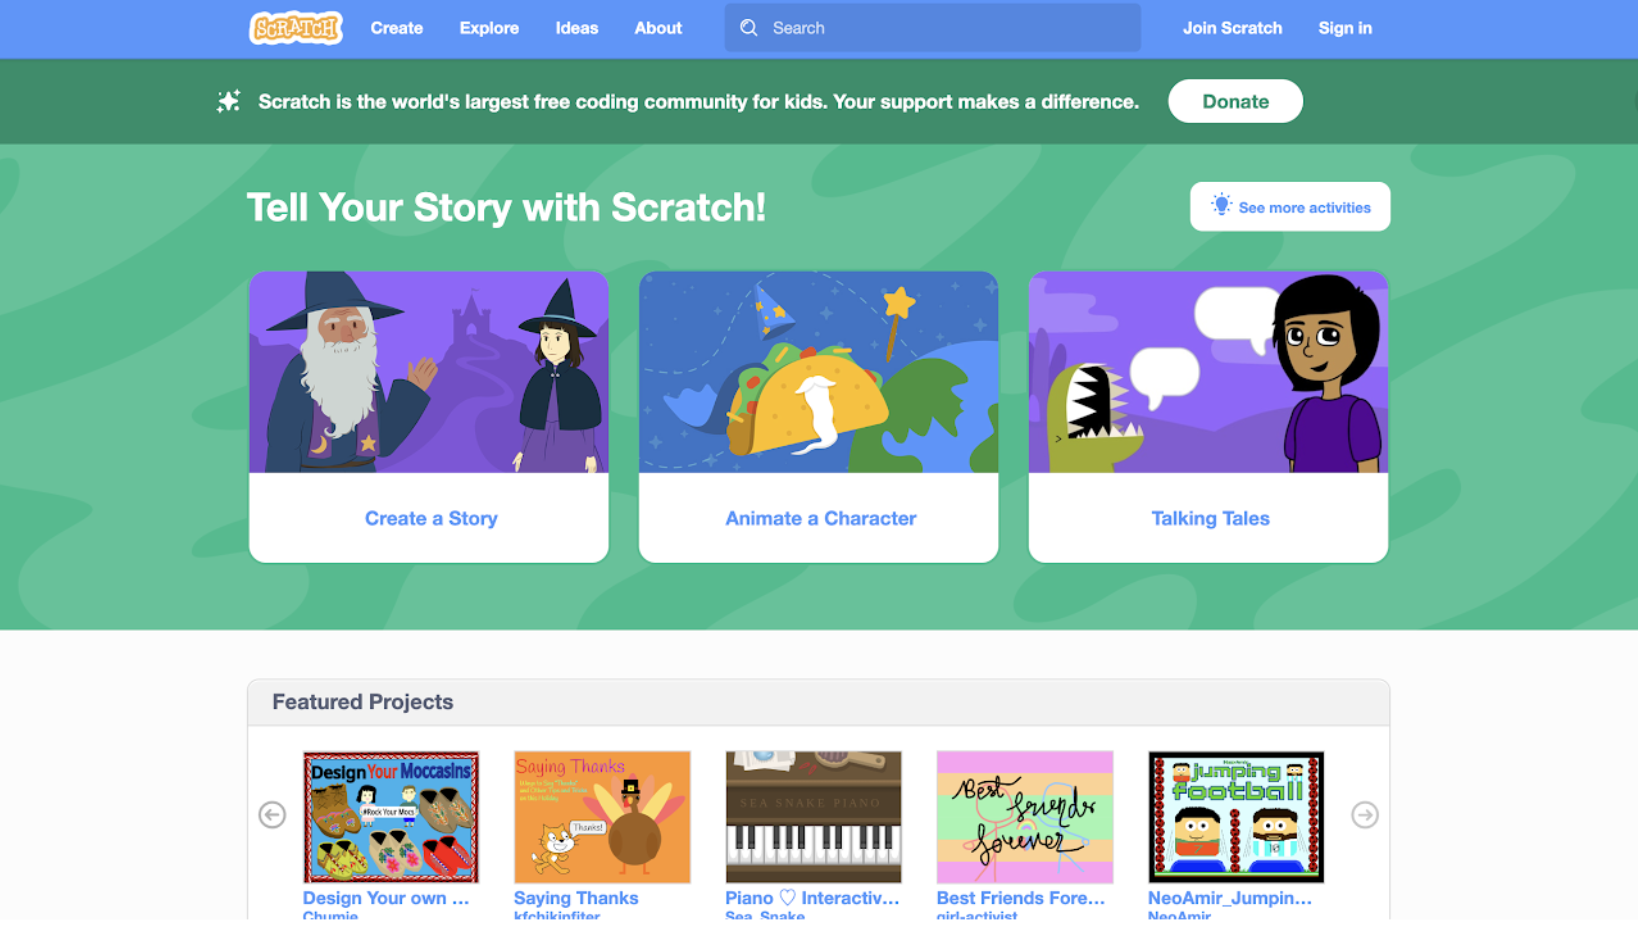 SCRATCH
Create
Explore
Ideas
About
Search
Join Scratch
Sign in
Scratch is the world's largest free coding community for kids. Your support makes a difference.
Donate
Tell Your Story with Scratch!
See more activities
Create a Story
Animate a Character
Talking Tales
Featured Projects
Design Your Moccasins
#Rock Your Mocs
Saying Thanks
Thanks!
SEA SNAKE PIANO
Best
friends
forever
NeoAmir's
jumping
football
Design Your own ...
Saying Thanks
Piano ♡ Interactiv...
Best Friends Fore...
NeoAmir_Jumpin...
Chumie
kfchikinfiter
Sea_Snake
girl-activist
NeoAmir